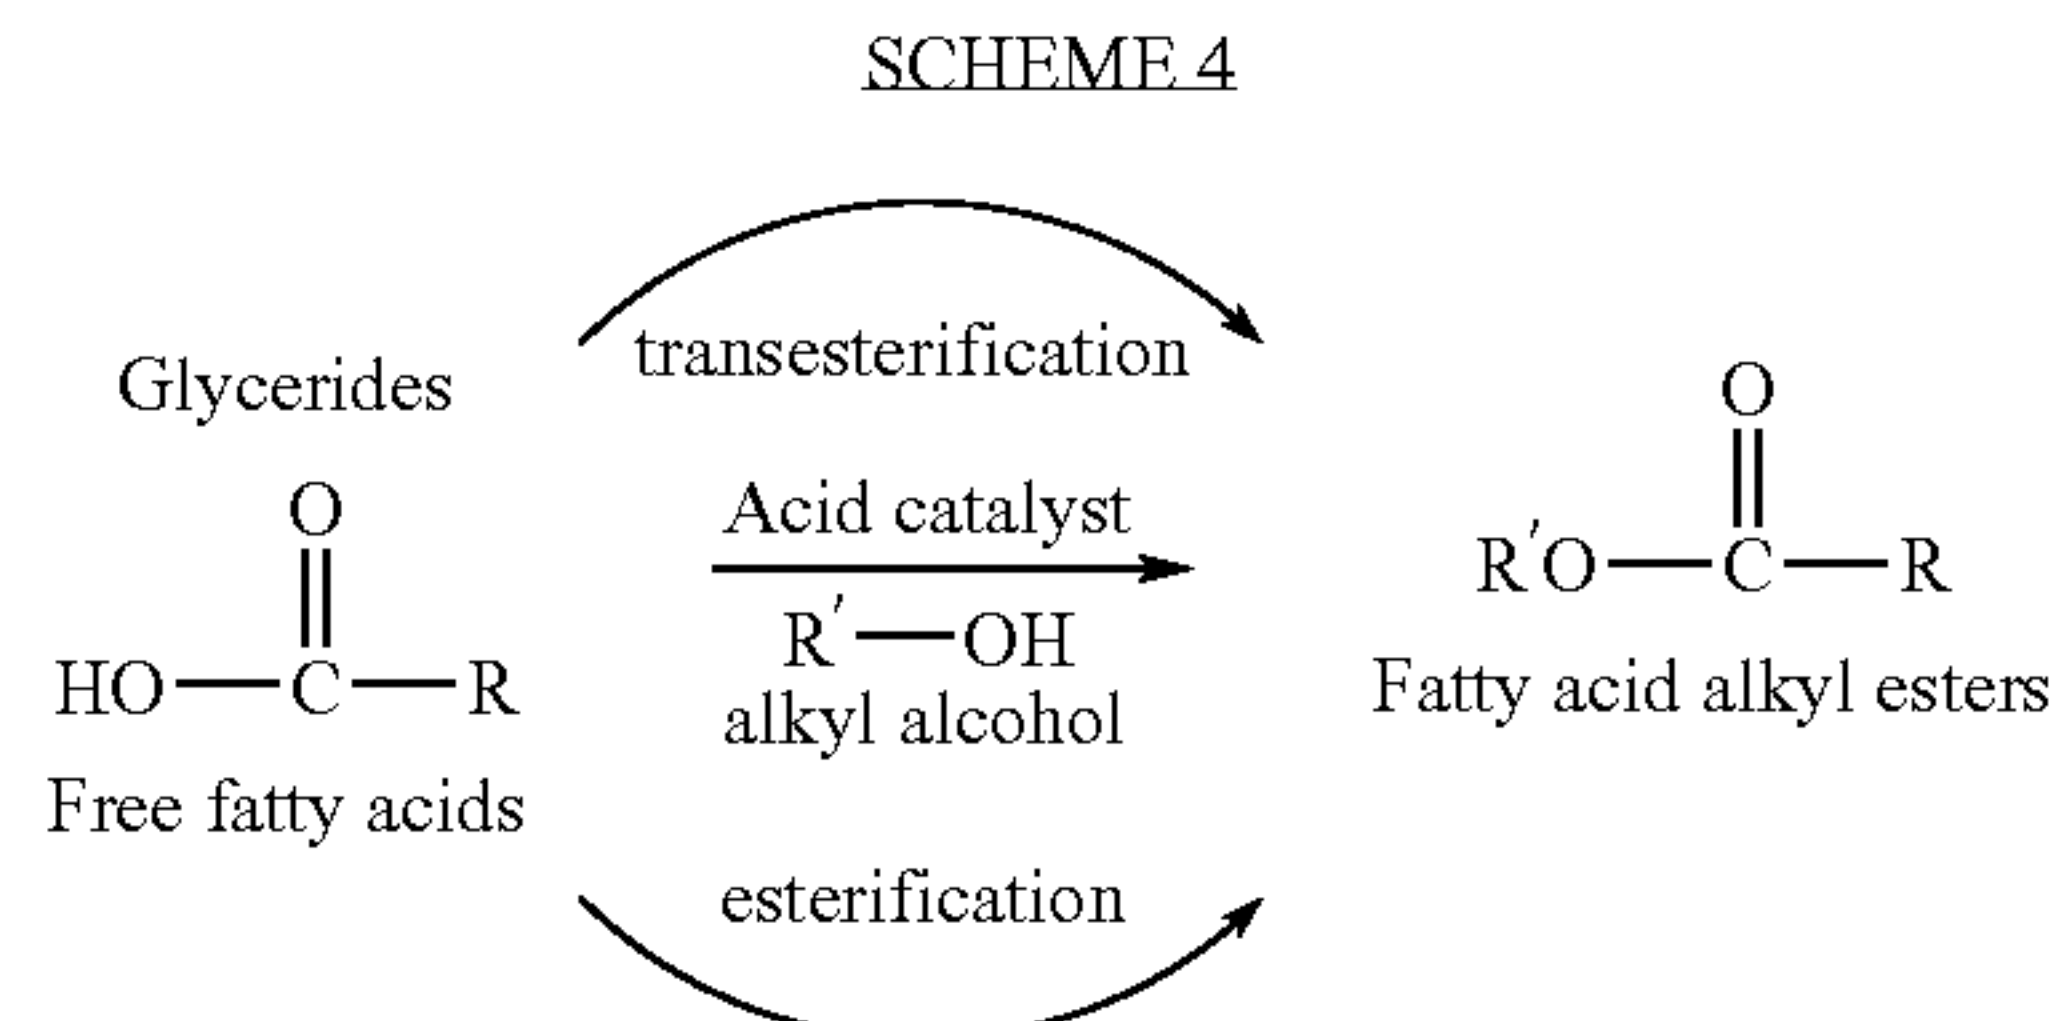 SCHEME 4
transesterification
Glycerides
O
HO—C—R
Free fatty acids
Acid catalyst
R′—OH
alkyl alcohol
esterification
O
R′O—C—R
Fatty acid alkyl esters